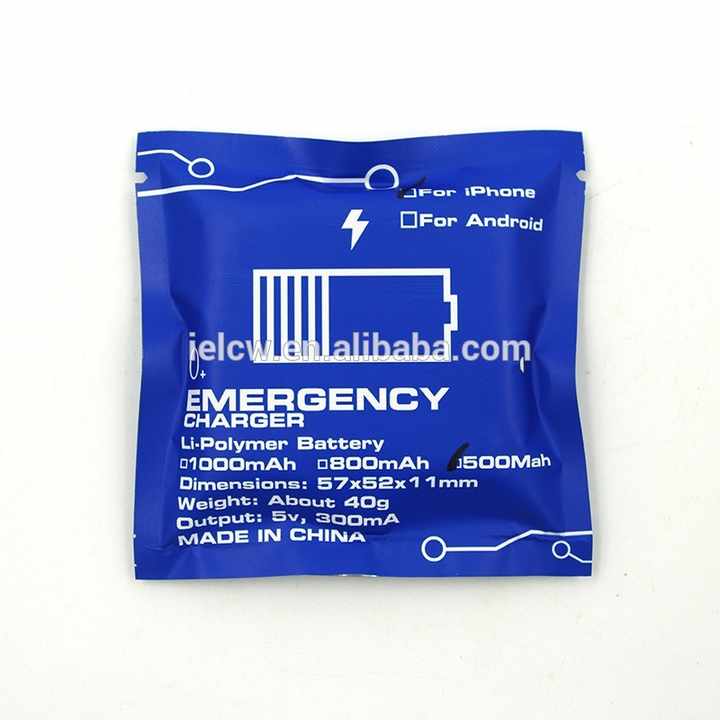 ☐For iPhone
☐For Android
jelcw.en.alibaba.com
EMERGENCY
CHARGER
Li-Polymer Battery
☐1000mAh ☐800mAh ☐500Mah
Dimensions: 57x52x11mm
Weight: About 40g
Output: 5v, 300mA
MADE IN CHINA